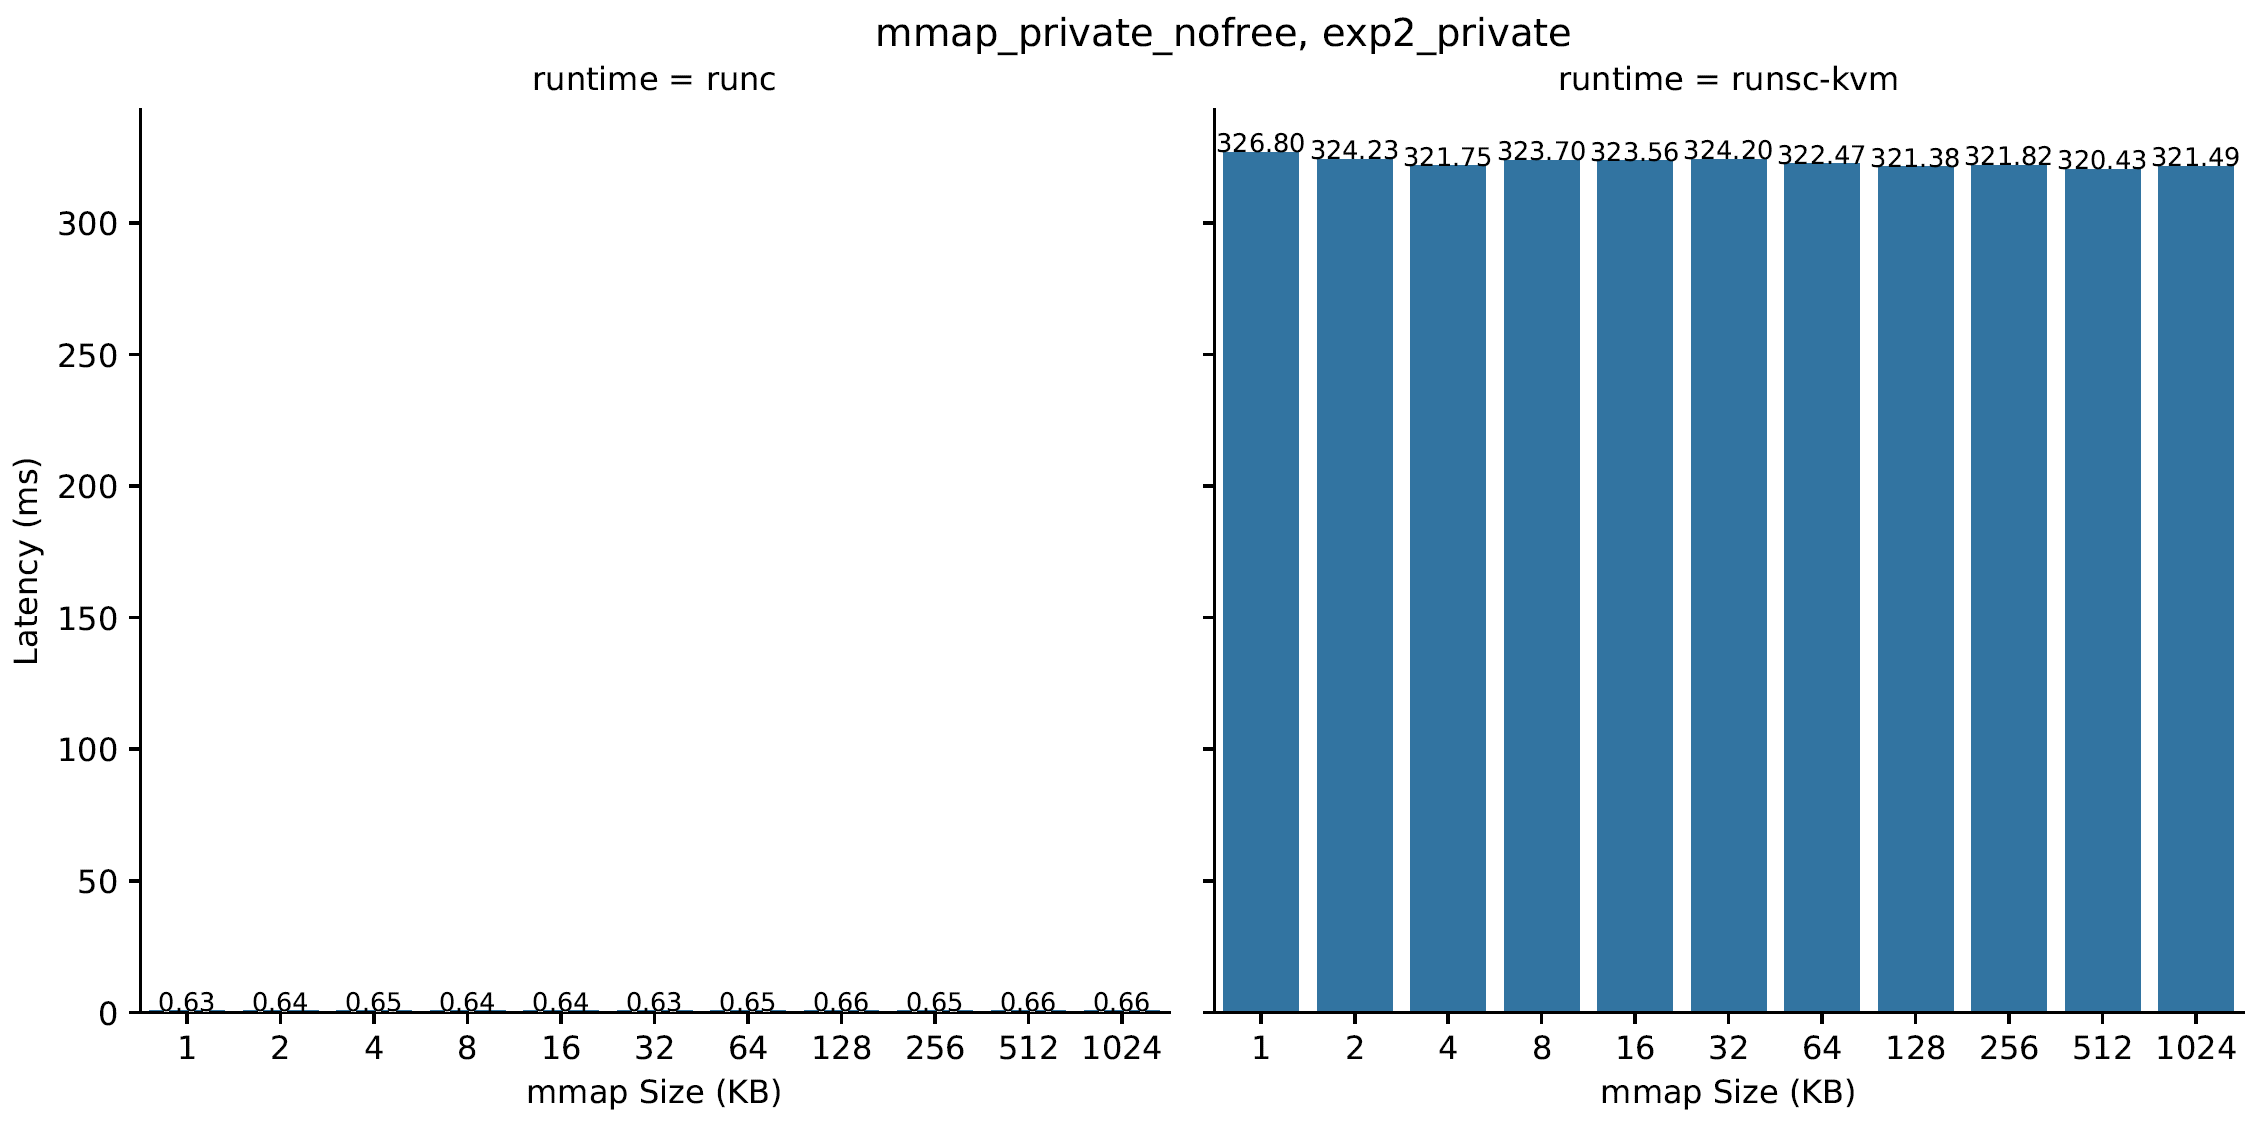 mmap_private_nofree, exp2_private
runtime = runc
Latency (ms)
300
250
200
150
100
50
0
0.63 0.64 0.65 0.64 0.64 0.63 0.65 0.66 0.65 0.66 0.66
1 2 4 8 16 32 64 128 256 512 1024
mmap Size (KB)
runtime = runsc-kvm
326.80 324.23 321.75 323.70 323.56 324.20 322.47 321.38 321.82 320.43 321.49
1 2 4 8 16 32 64 128 256 512 1024
mmap Size (KB)